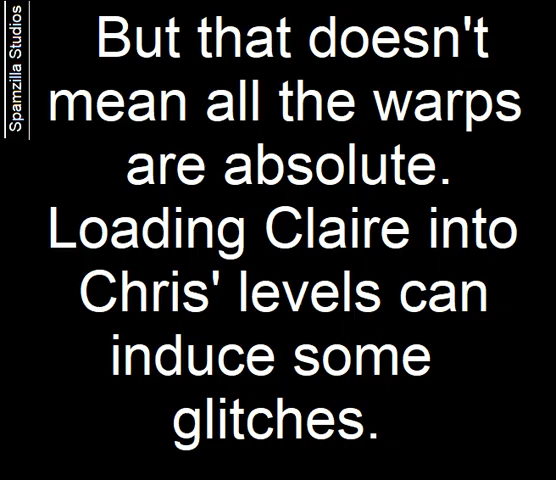 Spamzilla Studios
But that doesn't
mean all the warps
are absolute.
Loading Claire into
Chris' levels can
induce some
glitches.